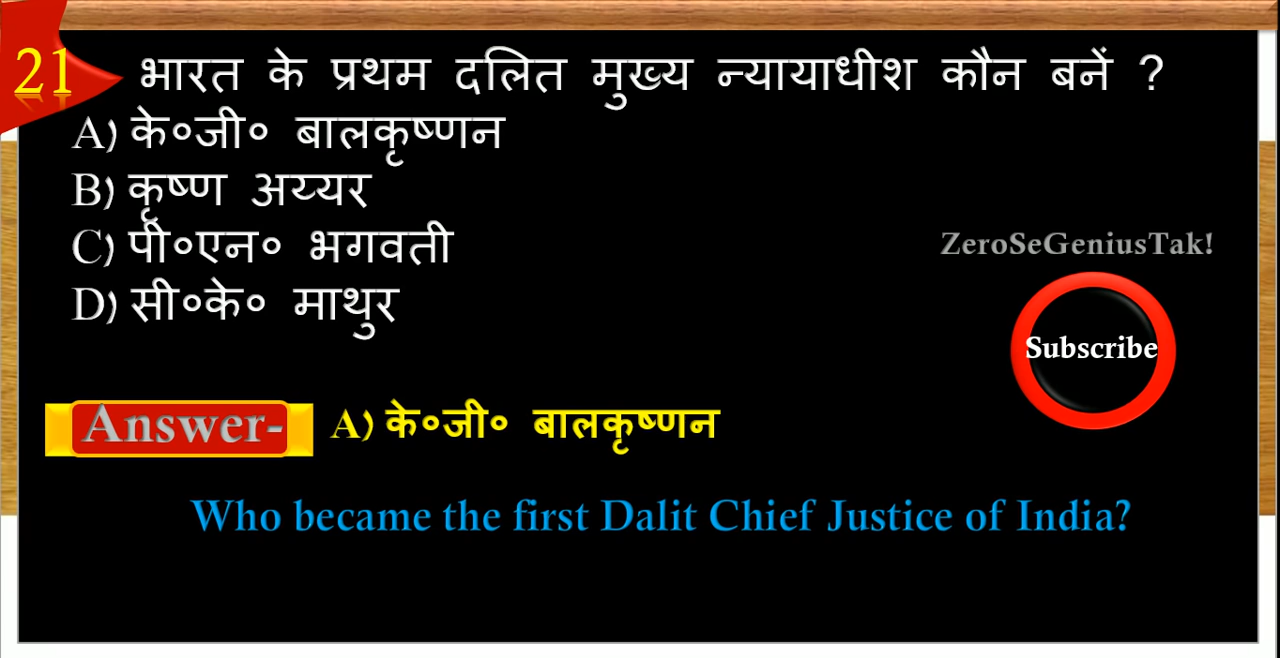 21
भारत के प्रथम दलित मुख्य न्यायाधीश कौन बनें ?
A) के०जी० बालकृष्णन
B) कृष्ण अय्यर
C) पी०एन० भगवती
D) सी०के० माथुर
ZeroSeGeniusTak!
Subscribe
Answer- A) के०जी० बालकृष्णन
Who became the first Dalit Chief Justice of India?